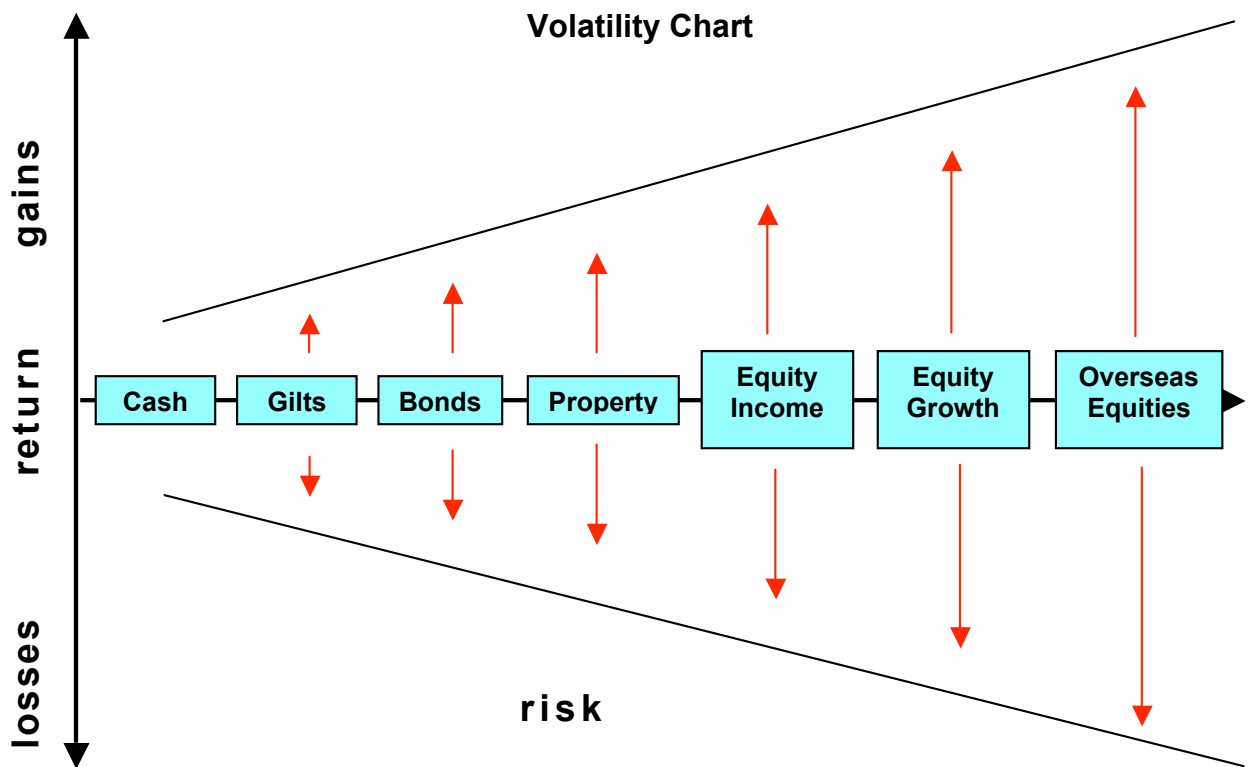 Volatility Chart
gains
return
losses
Cash
Gilts
Bonds
Property
Equity
Income
Equity
Growth
Overseas
Equities
risk